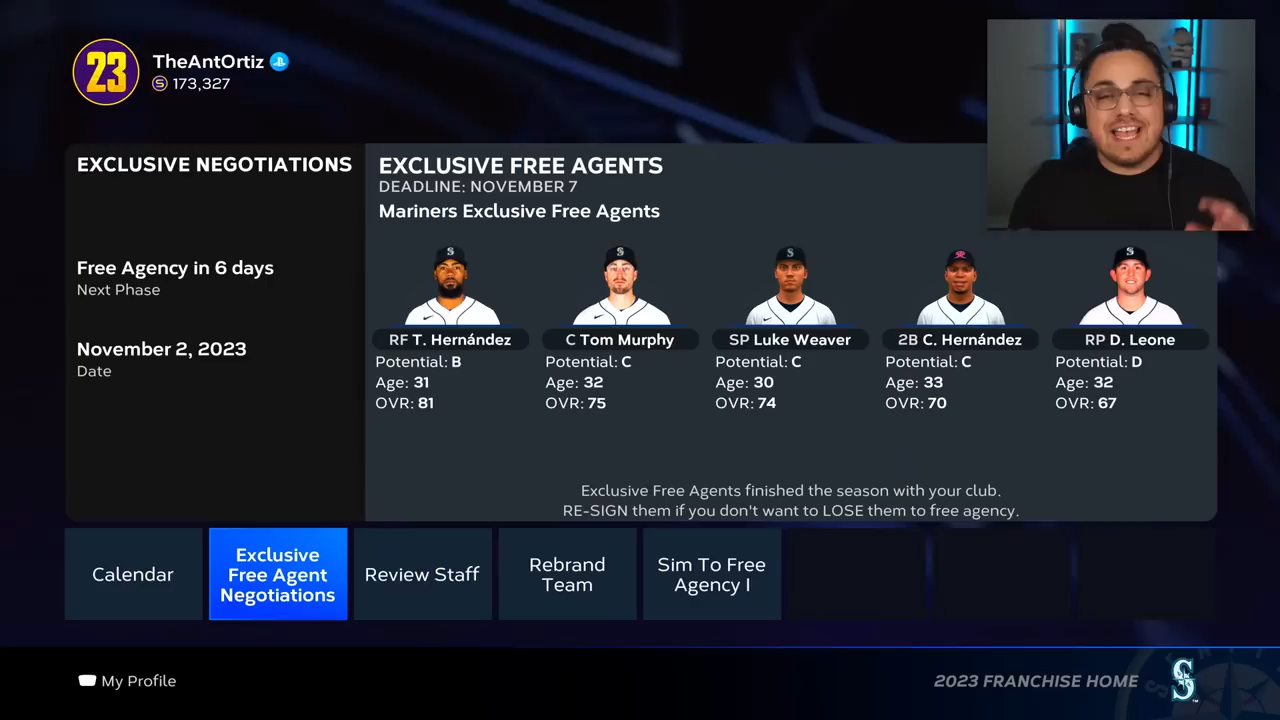 23
TheAntOrtiz
173,327
EXCLUSIVE NEGOTIATIONS
Free Agency in 6 days
Next Phase
November 2, 2023
Date
EXCLUSIVE FREE AGENTS
DEADLINE: NOVEMBER 7
Mariners Exclusive Free Agents
RF T. Hernández
Potential: B
Age: 31
OVR: 81
C Tom Murphy
Potential: C
Age: 32
OVR: 75
SP Luke Weaver
Potential: C
Age: 30
OVR: 74
2B C. Hernández
Potential: C
Age: 33
OVR: 70
RP D. Leone
Potential: D
Age: 32
OVR: 67
Exclusive Free Agents finished the season with your club.
RE-SIGN them if you don't want to LOSE them to free agency.
Calendar
Exclusive
Free Agent
Negotiations
Review Staff
Rebrand
Team
Sim To Free
Agency I
My Profile
2023 FRANCHISE HOME
S